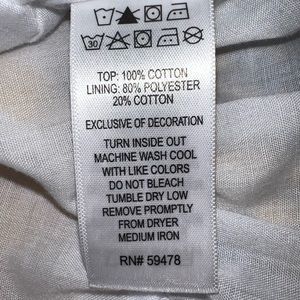 30
TOP: 100% COTTON
LINING: 80% POLYESTER
20% COTTON
EXCLUSIVE OF DECORATION
TURN INSIDE OUT
MACHINE WASH COOL
WITH LIKE COLORS
DO NOT BLEACH
TUMBLE DRY LOW
REMOVE PROMPTLY
FROM DRYER
MEDIUM IRON
RN# 59478